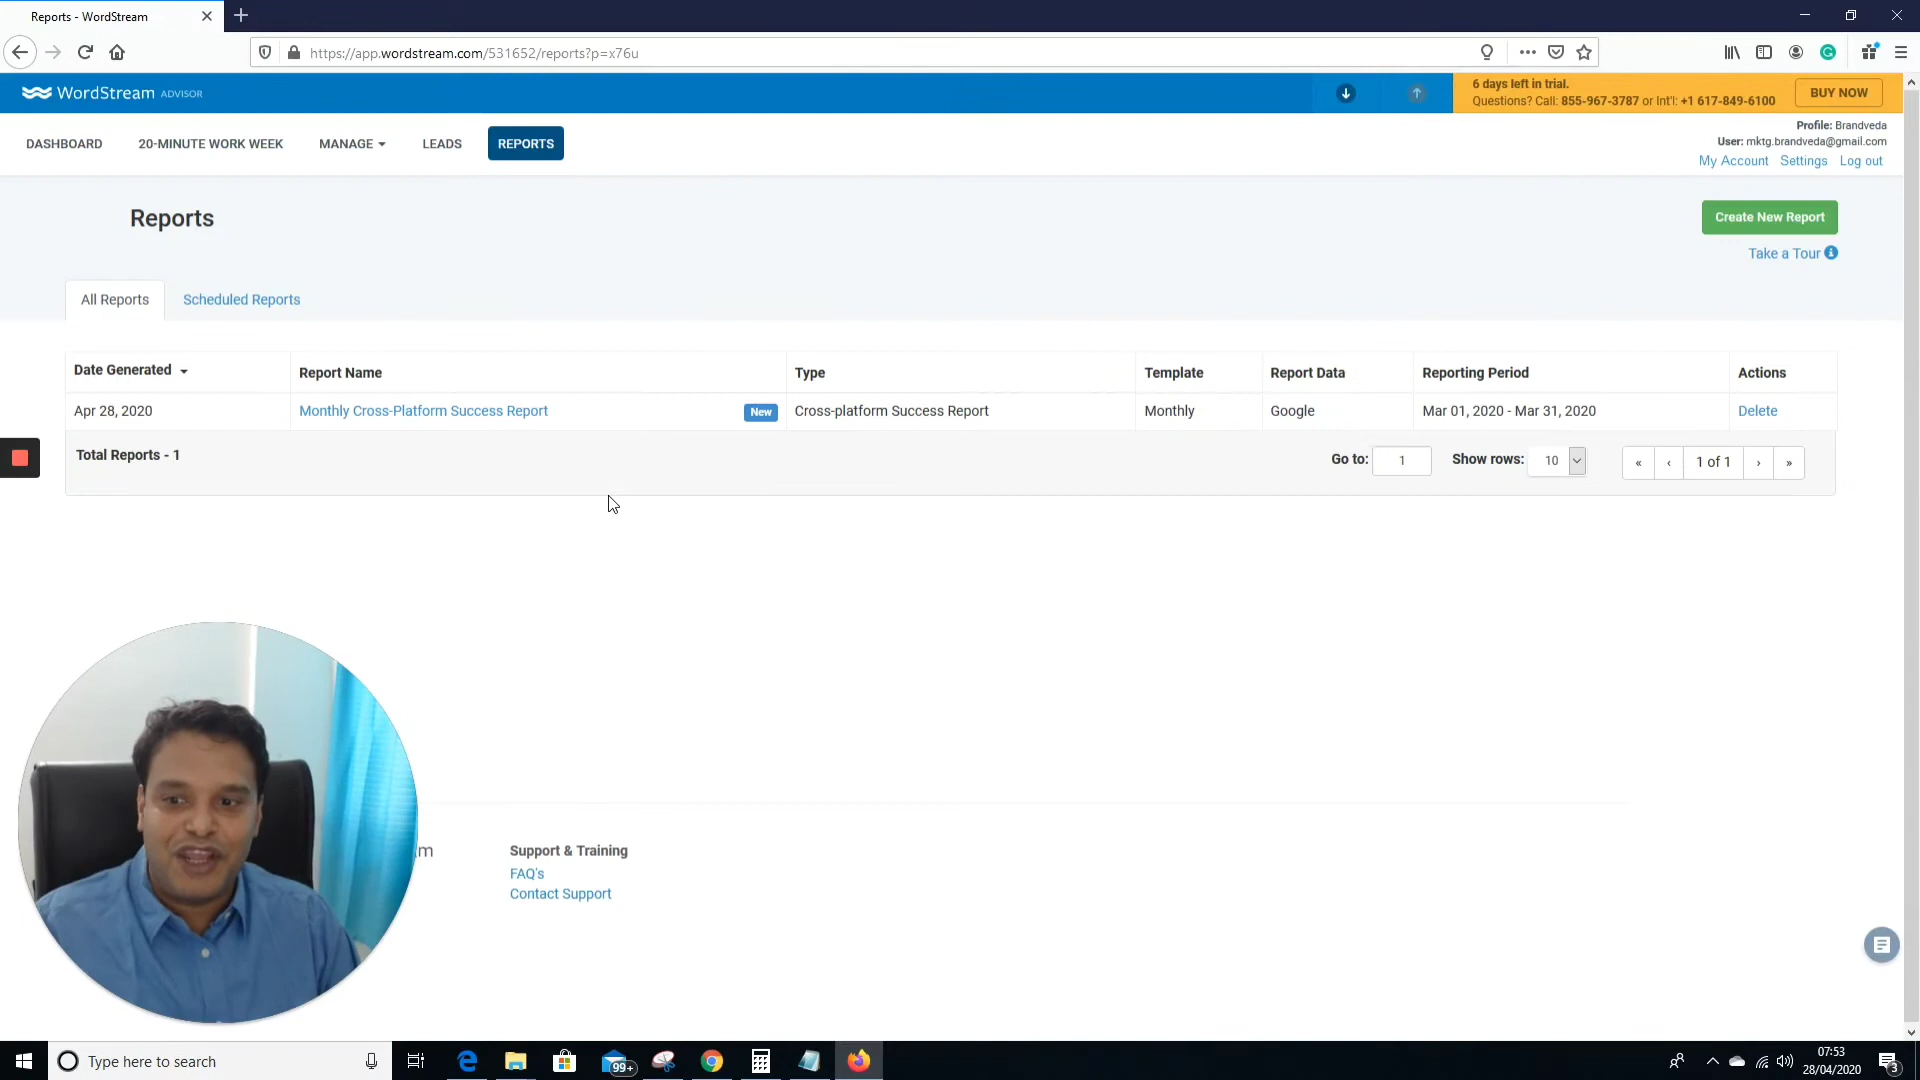 Reports - WordStream
https://app.wordstream.com/531652/reports?p=x76u
WordStream ADVISOR
6 days left in trial.
Questions? Call: 855-967-3787 or Int'l: +1 617-849-6100
BUY NOW
DASHBOARD 20-MINUTE WORK WEEK MANAGE LEADS REPORTS
Profile: Brandveda
User: mktg.brandveda@gmail.com
My Account Settings Log out
Reports
Create New Report
Take a Tour
All Reports Scheduled Reports
Date Generated Report Name Type Template Report Data Reporting Period Actions
Apr 28, 2020 Monthly Cross-Platform Success Report New Cross-platform Success Report Monthly Google Mar 01, 2020 - Mar 31, 2020 Delete
Total Reports - 1 Go to: 1 Show rows: 10 « ‹ 1 of 1 › »
m
Support & Training
FAQ's
Contact Support
Type here to search
99+
07:53
28/04/2020
3